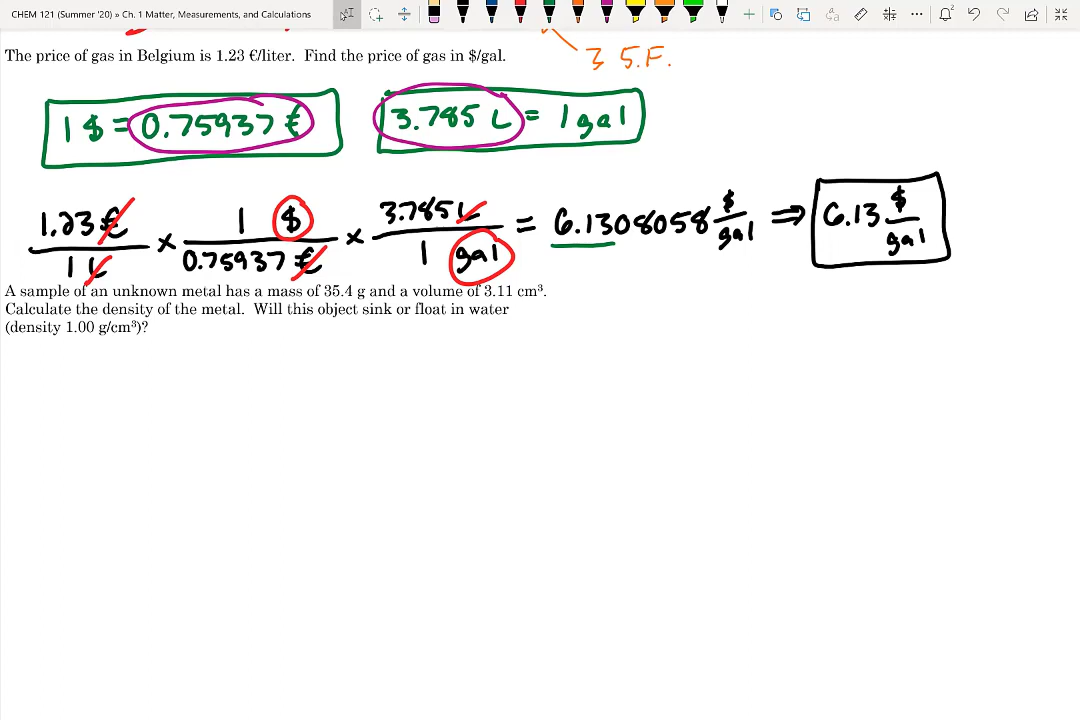 CHEM 121 (Summer '20) » Ch. 1 Matter, Measurements, and Calculations
The price of gas in Belgium is 1.23 €/liter. Find the price of gas in $/gal.
3 S.F.
1 $ = 0.75937 €
3.785 L = 1 gal
1.23 € / 1 L × 1 $ / 0.75937 € × 3.785 L / 1 gal = 6.1308058 $/gal ⇒ 6.13 $/gal
A sample of an unknown metal has a mass of 35.4 g and a volume of 3.11 cm³.
Calculate the density of the metal. Will this object sink or float in water
(density 1.00 g/cm³)?